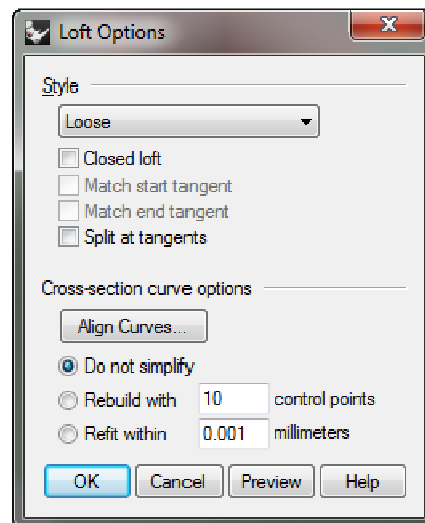 Loft Options
Style
Loose
Closed loft
Match start tangent
Match end tangent
Split at tangents
Cross-section curve options
Align Curves...
Do not simplify
Rebuild with 10 control points
Refit within 0.001 millimeters
OK Cancel Preview Help